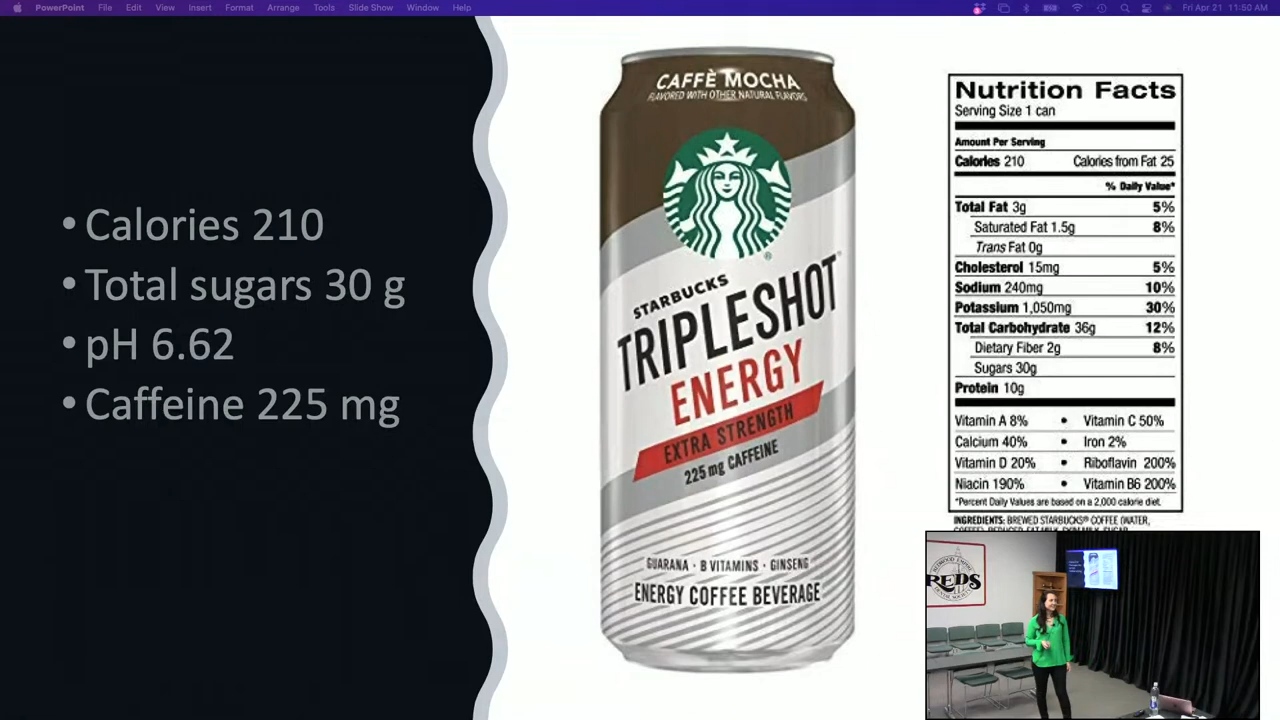 PowerPoint File Edit View Insert Format Arrange Tools Slide Show Window Help Fri Apr 21 11:50 AM
• Calories 210
• Total sugars 30 g
• pH 6.62
• Caffeine 225 mg
CAFFÈ MOCHA
FLAVORED WITH OTHER NATURAL FLAVORS
STARBUCKS
TRIPLESHOT
ENERGY
EXTRA STRENGTH
225 mg CAFFEINE
GUARANA · B VITAMINS · GINSENG
ENERGY COFFEE BEVERAGE
Nutrition Facts
Serving Size 1 can
Amount Per Serving
Calories 210 Calories from Fat 25
% Daily Value*
Total Fat 3g 5%
Saturated Fat 1.5g 8%
Trans Fat 0g
Cholesterol 15mg 5%
Sodium 240mg 10%
Potassium 1,050mg 30%
Total Carbohydrate 36g 12%
Dietary Fiber 2g 8%
Sugars 30g
Protein 10g
Vitamin A 8% • Vitamin C 50%
Calcium 40% • Iron 2%
Vitamin D 20% • Riboflavin 200%
Niacin 190% • Vitamin B6 200%
*Percent Daily Values are based on a 2,000 calorie diet.
INGREDIENTS: BREWED STARBUCKS® COFFEE (WATER,
REDWOOD EMPIRE
REDS
DENTAL SOCIETY